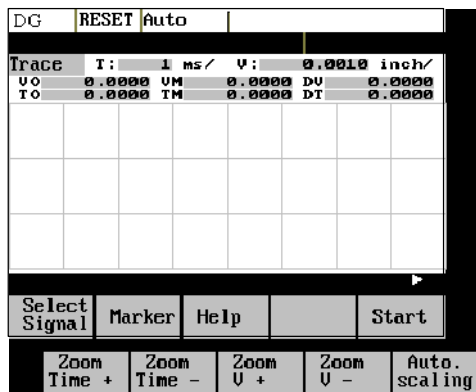 DG RESET Auto
Trace T: 1 ms/ V: 0.0010 inch/
VO 0.0000 VM 0.0000 DV 0.0000
TO 0.0000 TM 0.0000 DT 0.0000
Select Signal Marker Help Start
Zoom Time + Zoom Time - Zoom V + Zoom V - Auto. scaling